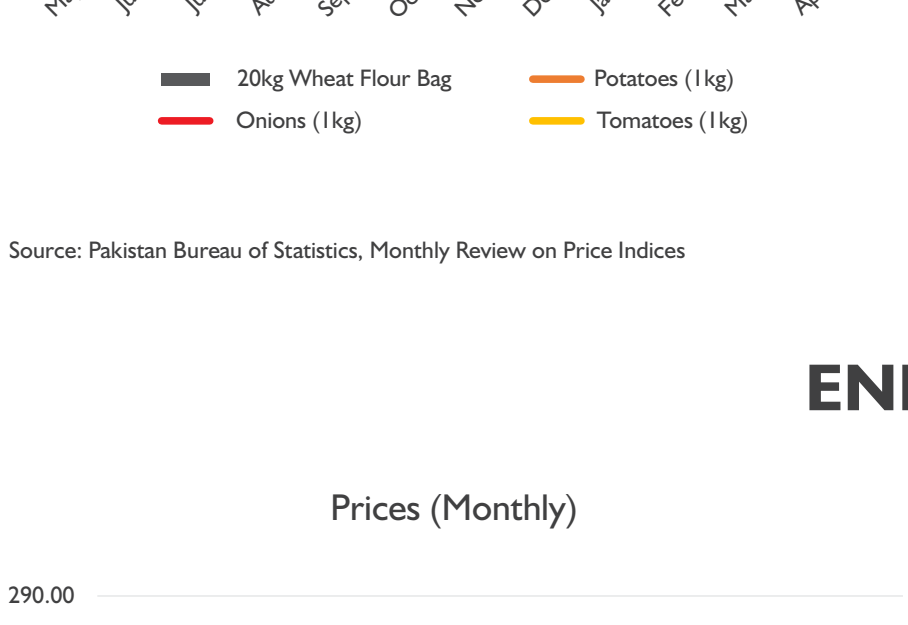 20kg Wheat Flour Bag
Potatoes (1kg)
Onions (1kg)
Tomatoes (1kg)
Source: Pakistan Bureau of Statistics, Monthly Review on Price Indices
Prices (Monthly)
290.00